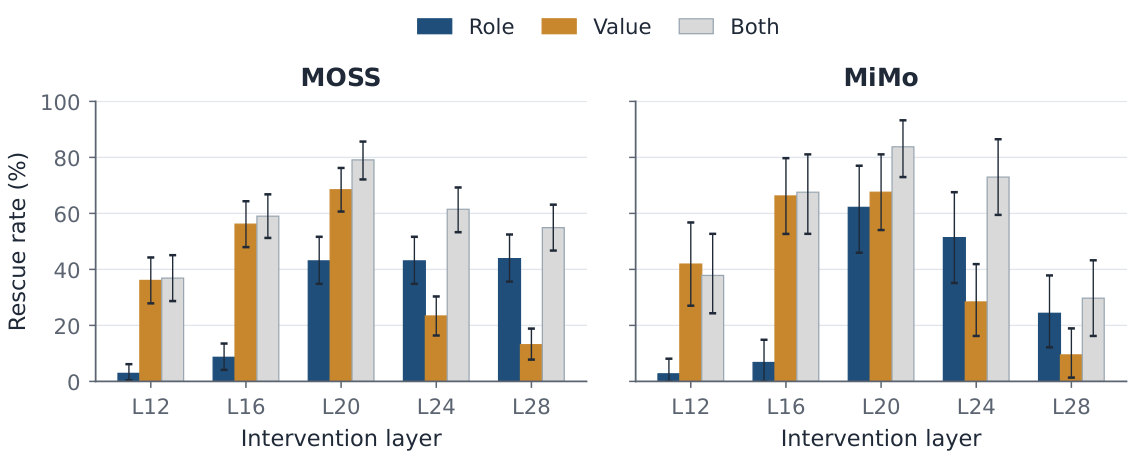 Role Value Both
MOSS MiMo
Rescue rate (%)
100
80
60
40
20
0
L12 L16 L20 L24 L28 L12 L16 L20 L24 L28
Intervention layer Intervention layer